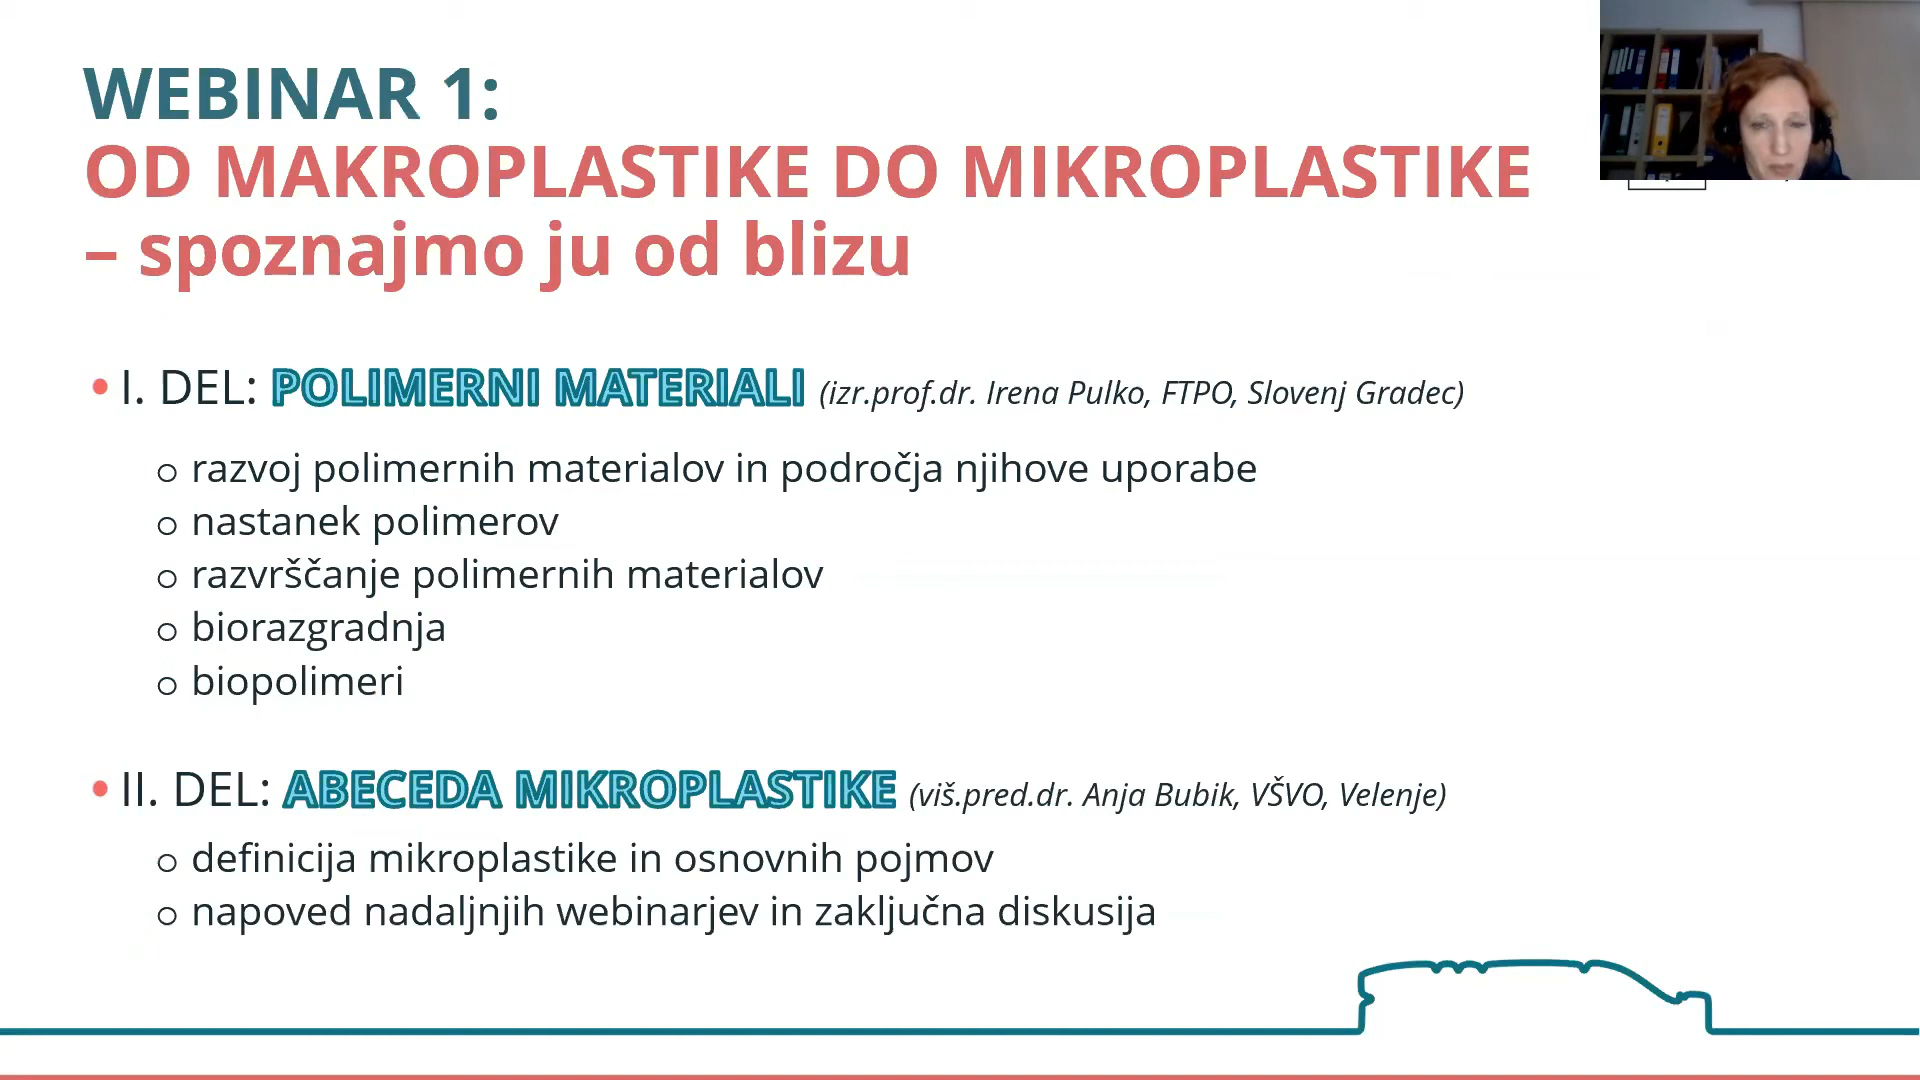 WEBINAR 1:
OD MAKROPLASTIKE DO MIKROPLASTIKE
– spoznajmo ju od blizu
• I. DEL: POLIMERNI MATERIALI (izr.prof.dr. Irena Pulko, FTPO, Slovenj Gradec)
o razvoj polimernih materialov in področja njihove uporabe
o nastanek polimerov
o razvrščanje polimernih materialov
o biorazgradnja
o biopolimeri
• II. DEL: ABECEDA MIKROPLASTIKE (viš.pred.dr. Anja Bubik, VŠVO, Velenje)
o definicija mikroplastike in osnovnih pojmov
o napoved nadaljnjih webinarjev in zaključna diskusija